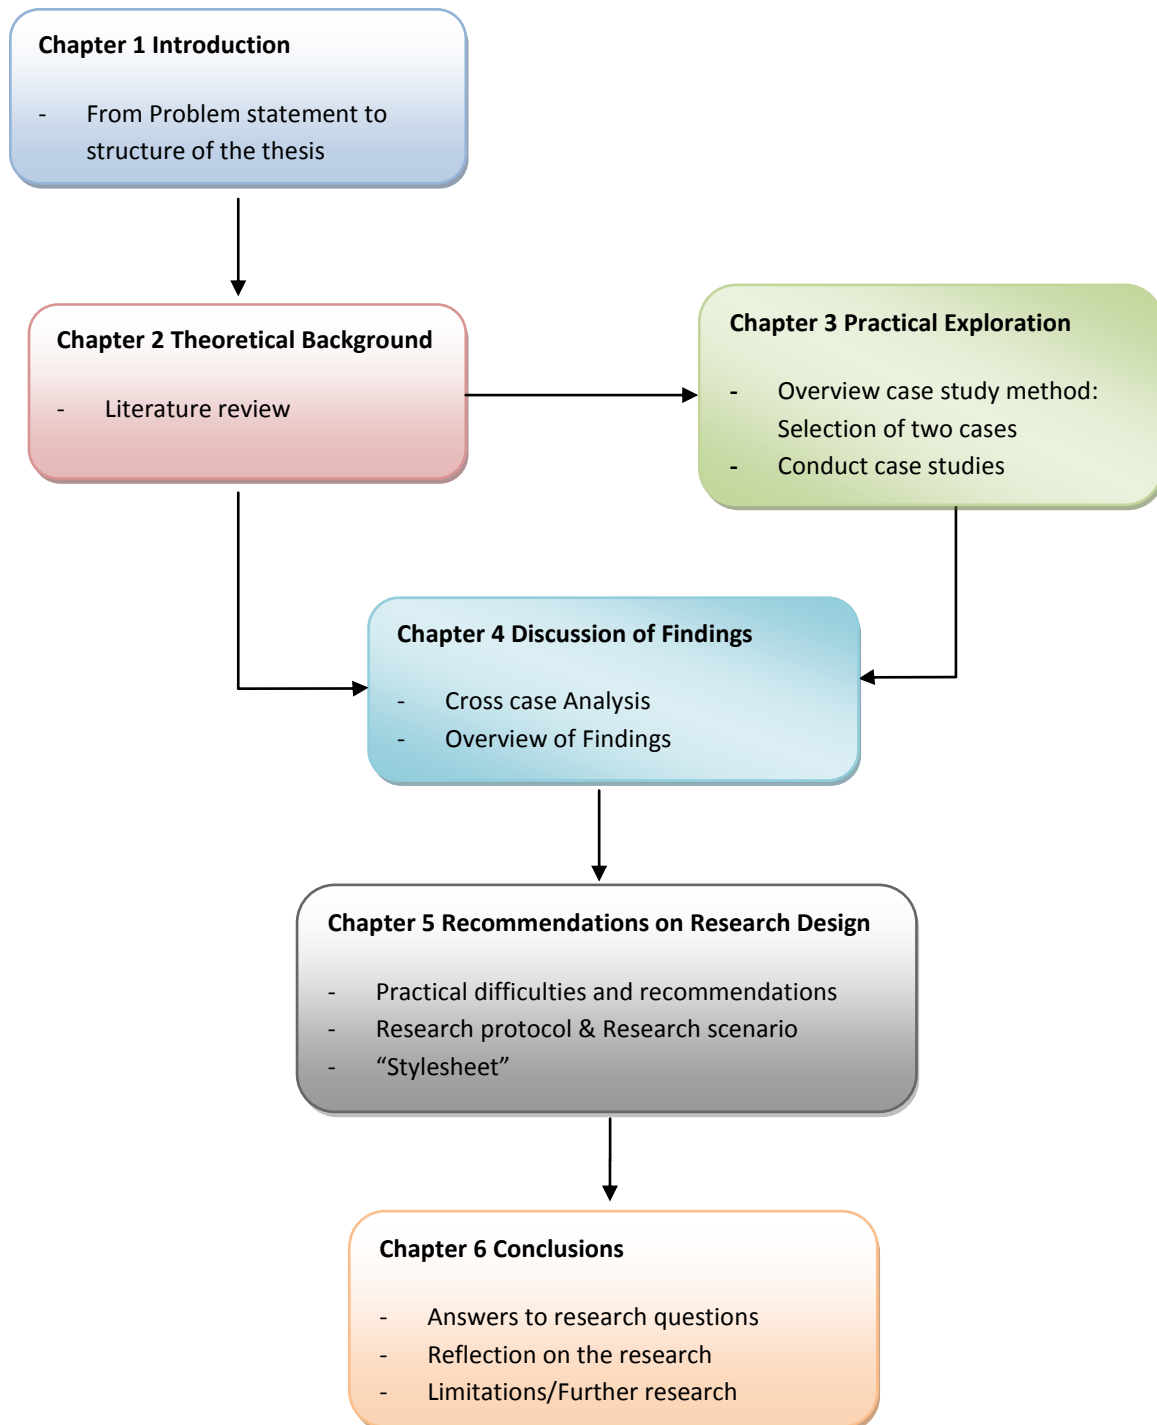 Chapter 1 Introduction
- From Problem statement to
structure of the thesis
Chapter 2 Theoretical Background
- Literature review
Chapter 3 Practical Exploration
- Overview case study method:
Selection of two cases
- Conduct case studies
Chapter 4 Discussion of Findings
- Cross case Analysis
- Overview of Findings
Chapter 5 Recommendations on Research Design
- Practical difficulties and recommendations
- Research protocol & Research scenario
- “Stylesheet”
Chapter 6 Conclusions
- Answers to research questions
- Reflection on the research
- Limitations/Further research